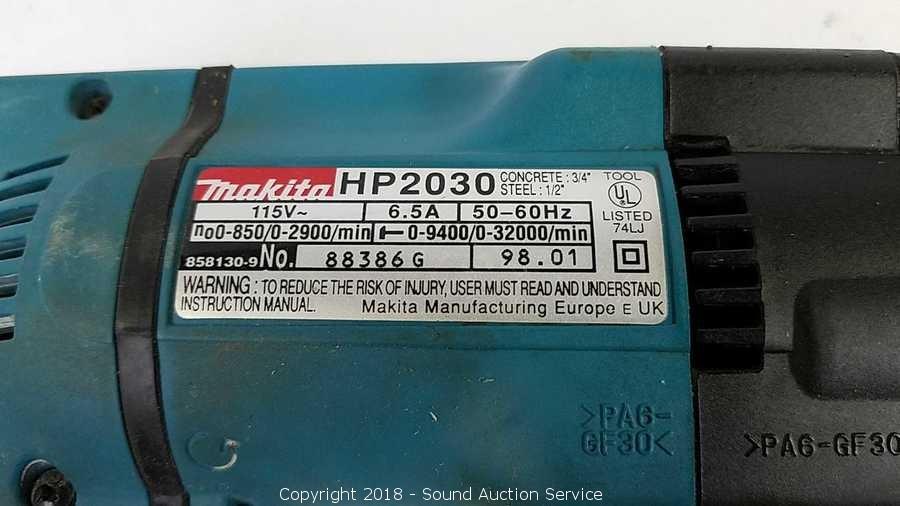 makita HP2030 CONCRETE : 3/4" STEEL : 1/2"
TOOL
UL
LISTED
74LJ
115V~ 6.5A 50-60Hz
no0-850/0-2900/min 0-9400/0-32000/min
858130-9 No. 88386 G 98.01
WARNING : TO REDUCE THE RISK OF INJURY, USER MUST READ AND UNDERSTAND
INSTRUCTION MANUAL. Makita Manufacturing Europe E UK
>PA6-
GF30<
>PA6-GF30
Copyright 2018 - Sound Auction Service